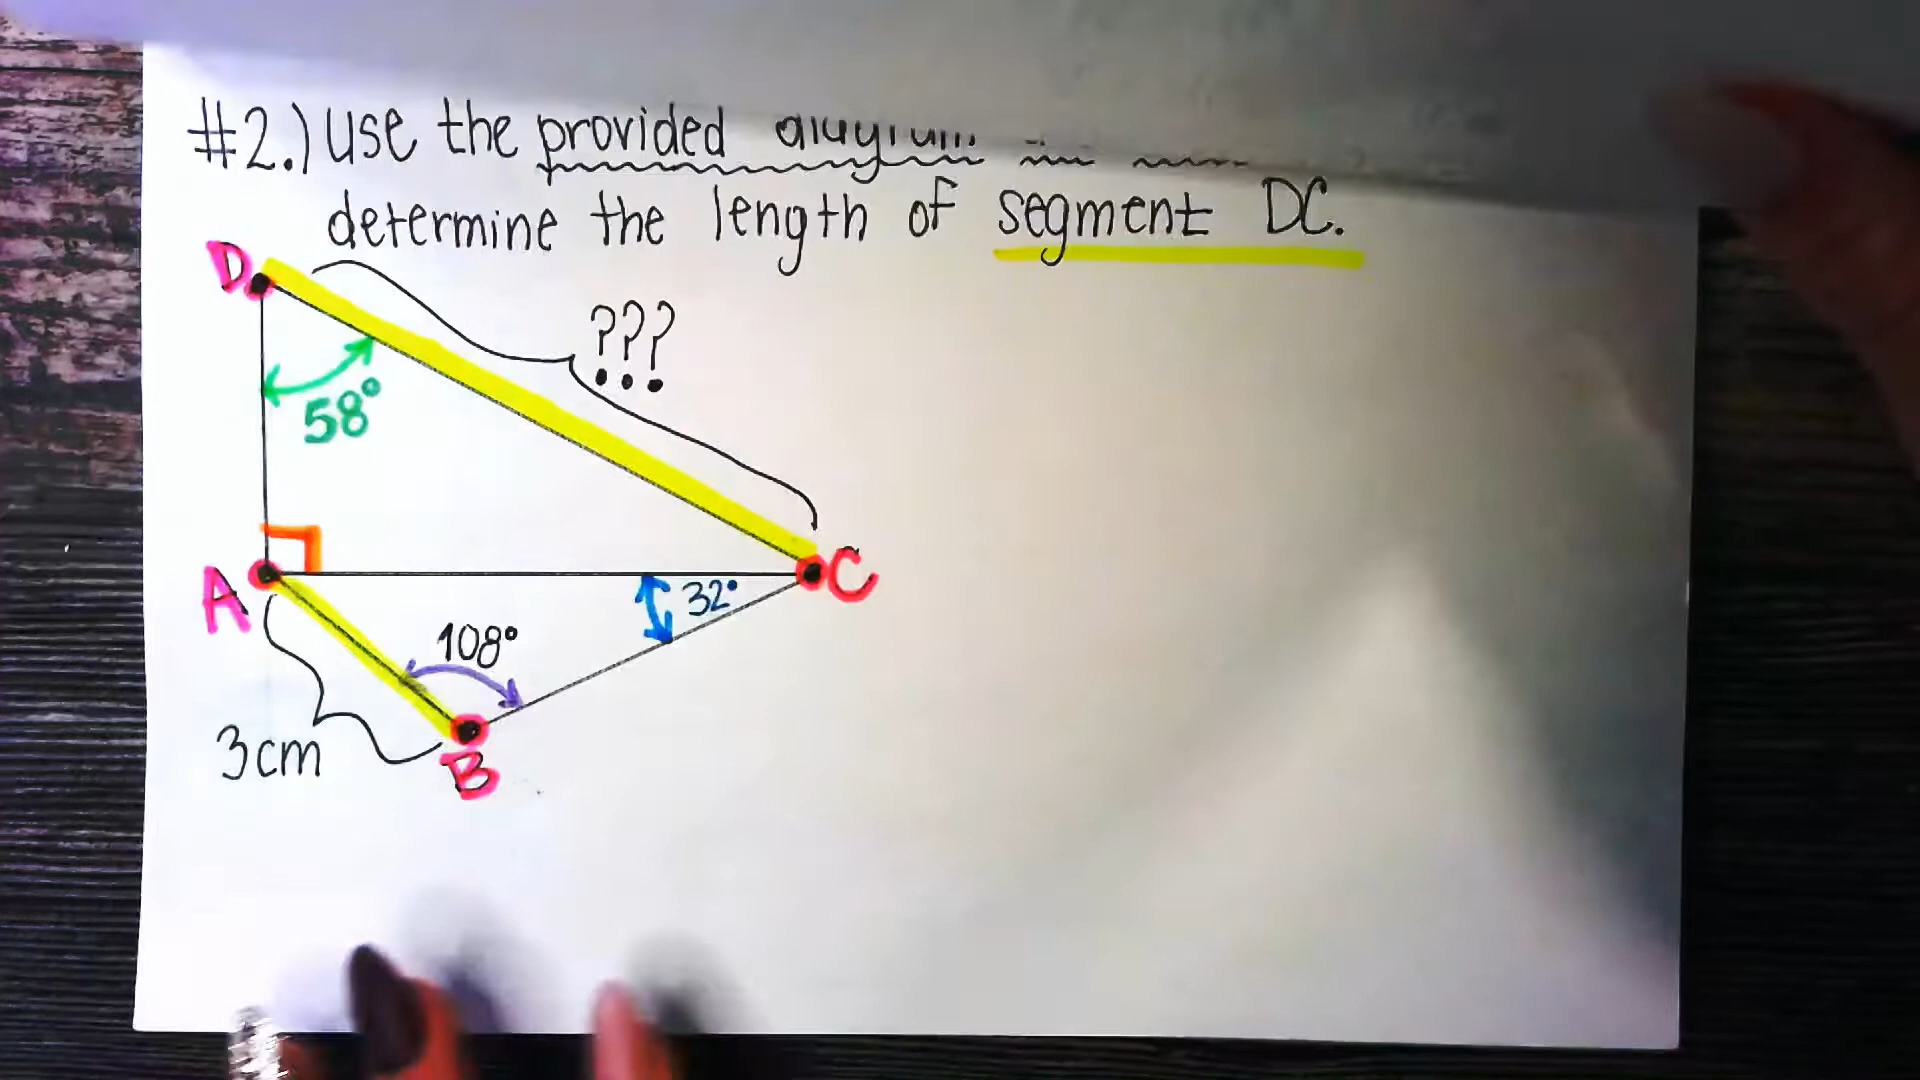 #2.) Use the provided
determine the length of segment DC.
D
???
58°
A
C
32°
108°
3cm
B